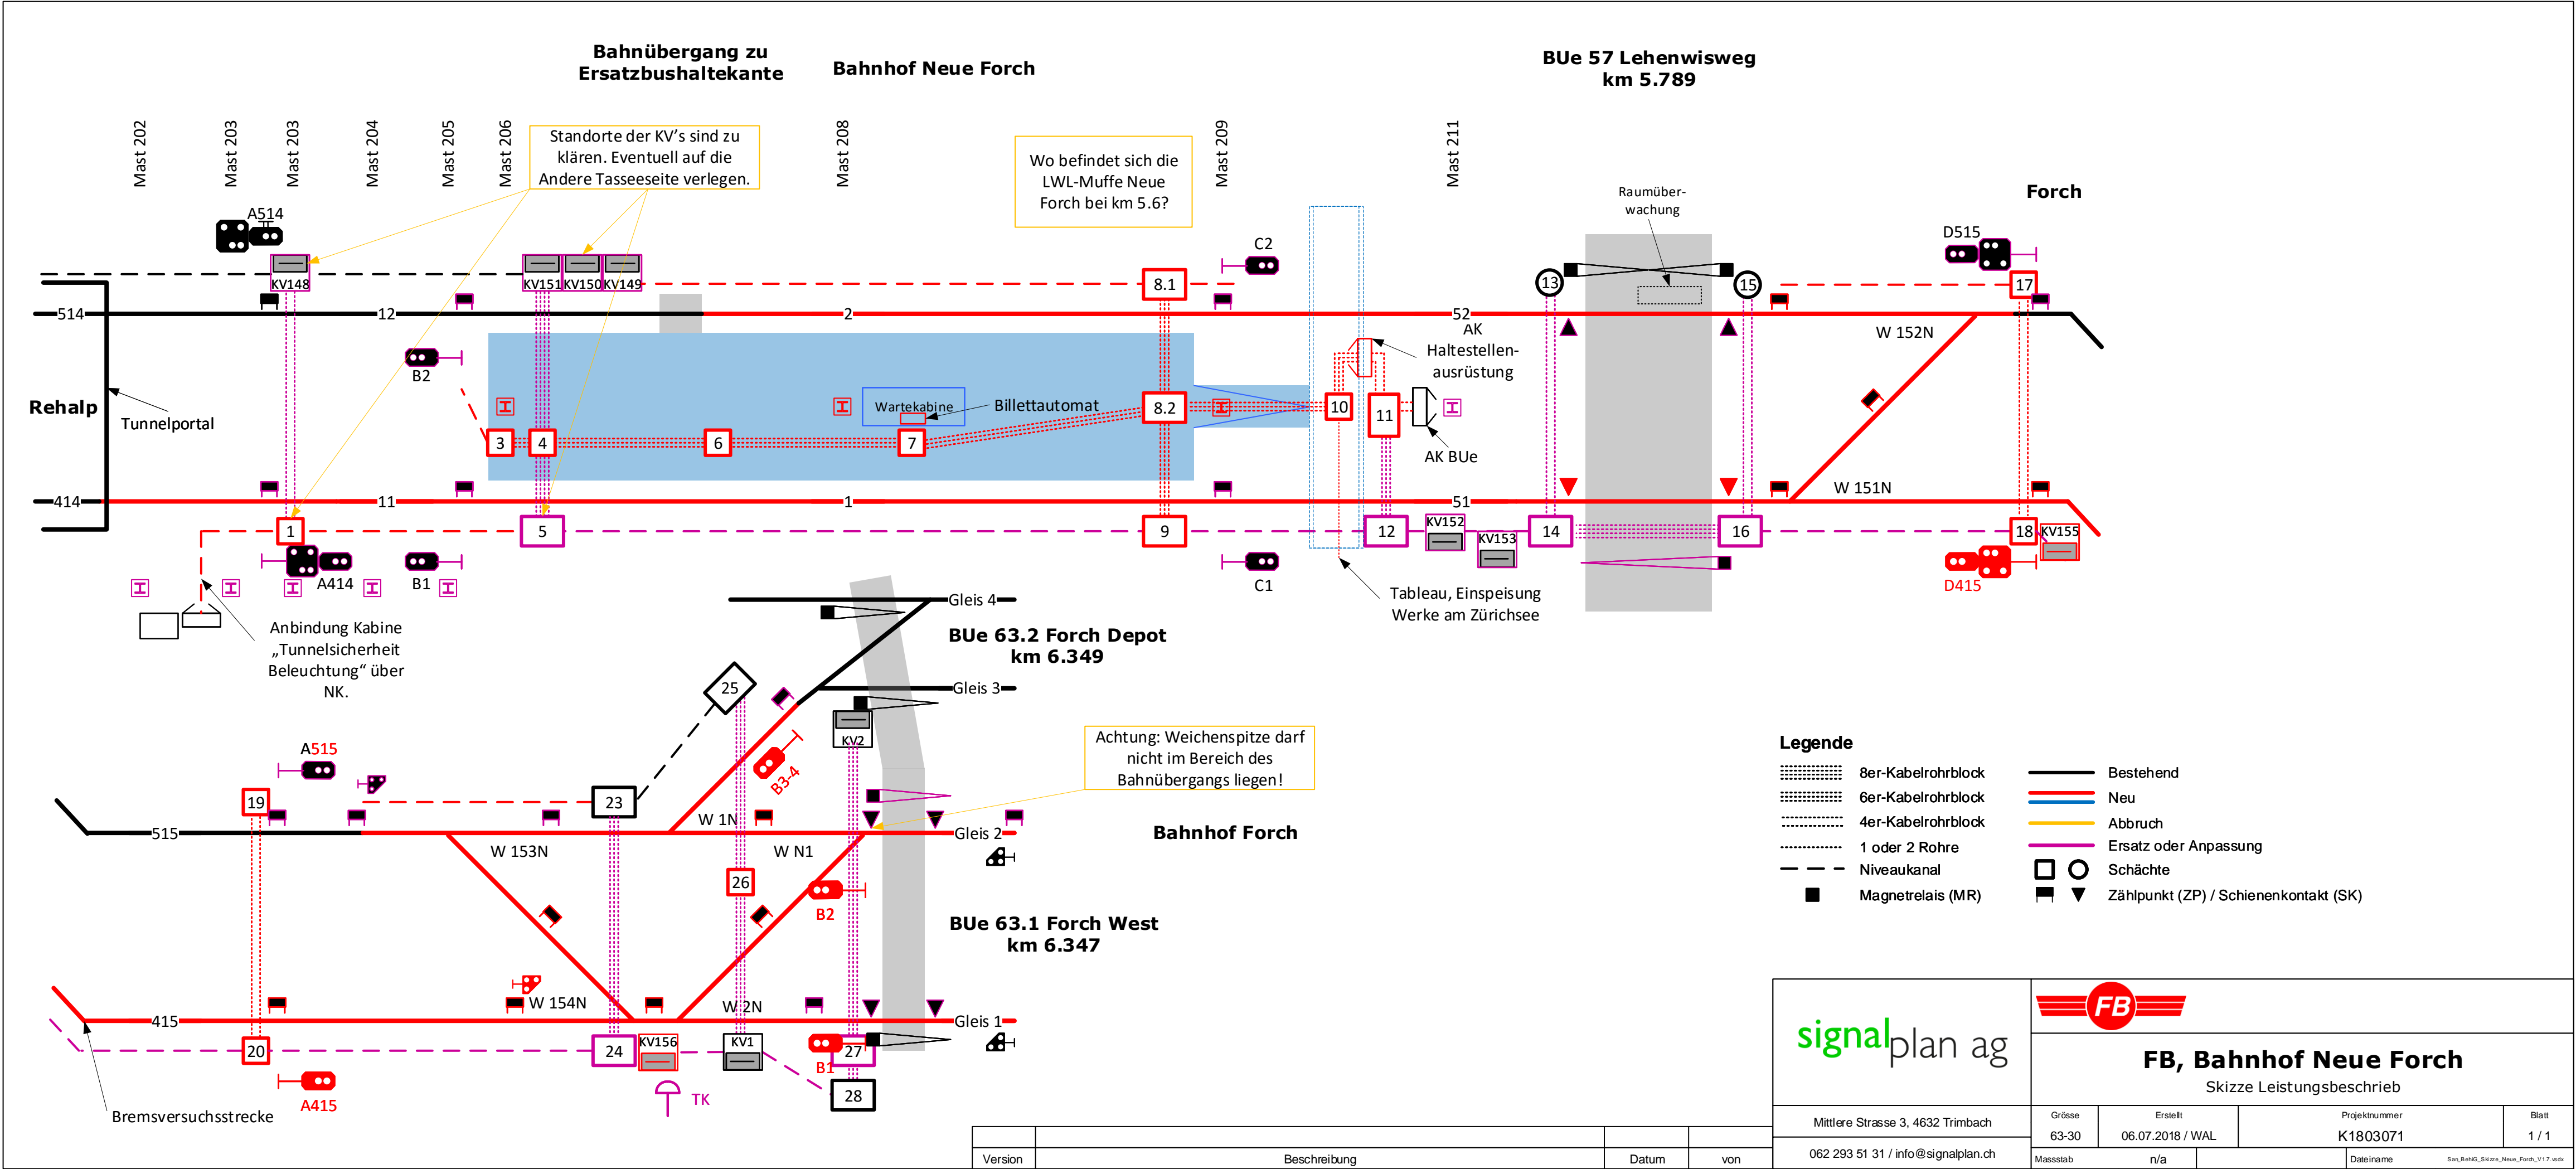 Bahnübergang zu
Ersatzbushaltekante
Bahnhof Neue Forch
BUe 57 Lehenwisweg
km 5.789
Mast 202
Mast 203
Mast 203
Mast 204
Mast 205
Mast 206
Mast 208
Mast 209
Mast 211
Standorte der KV's sind zu
klären. Eventuell auf die
Andere Tasseeseite verlegen.
Wo befindet sich die
LWL-Muffe Neue
Forch bei km 5.6?
Raumüber-
wachung
Forch
A514
C2
D515
KV148
KV151
KV150
KV149
8.1
13
15
17
514
12
2
52
W 152N
B2
AK
Haltestellen-
ausrüstung
Rehalp
Tunnelportal
Wartekabine
Billettautomat
3
4
6
7
8.2
10
11
AK BUe
414
11
1
51
W 151N
1
5
9
12
KV152
KV153
14
16
18
KV155
A414
B1
C1
D415
Tableau, Einspeisung
Werke am Zürichsee
Anbindung Kabine
„Tunnelsicherheit
Beleuchtung“ über
NK.
Gleis 4
BUe 63.2 Forch Depot
km 6.349
25
Gleis 3
KV2
Achtung: Weichenspitze darf
nicht im Bereich des
Bahnübergangs liegen!
A515
B3-4
19
23
W 1N
515
Gleis 2
Bahnhof Forch
W 153N
W N1
26
B2
BUe 63.1 Forch West
km 6.347
W 154N
W 2N
415
Gleis 1
20
24
KV156
KV1
27
B1
28
A415
TK
Bremsversuchsstrecke
Legende
8er-Kabelrohrblock
Bestehend
6er-Kabelrohrblock
Neu
4er-Kabelrohrblock
Abbruch
1 oder 2 Rohre
Ersatz oder Anpassung
Niveaukanal
Schächte
Magnetrelais (MR)
Zählpunkt (ZP) / Schienenkontakt (SK)
signalplan ag
FB
FB, Bahnhof Neue Forch
Skizze Leistungsbeschrieb
Mittlere Strasse 3, 4632 Trimbach
062 293 51 31 / info@signalplan.ch
Grösse
Erstellt
Projektnummer
Blatt
63-30
06.07.2018 / WAL
K1803071
1 / 1
Massstab
n/a
Dateiname
San_BehiG_Skizze_Neue_Forch_V1.7.vsdx
Version
Beschreibung
Datum
von